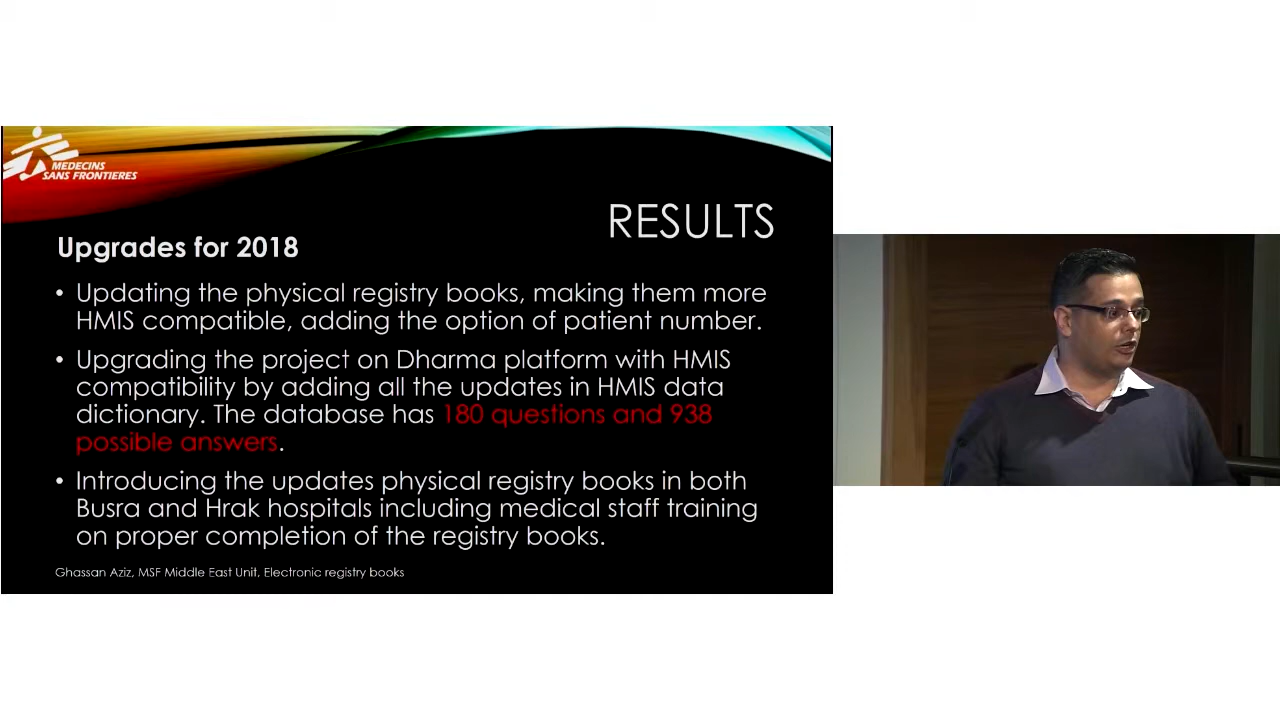 MEDECINS
SANS FRONTIERES
RESULTS
Upgrades for 2018
• Updating the physical registry books, making them more
HMIS compatible, adding the option of patient number.
• Upgrading the project on Dharma platform with HMIS
compatibility by adding all the updates in HMIS data
dictionary. The database has 180 questions and 938
possible answers.
• Introducing the updates physical registry books in both
Busra and Hrak hospitals including medical staff training
on proper completion of the registry books.
Ghassan Aziz, MSF Middle East Unit, Electronic registry books